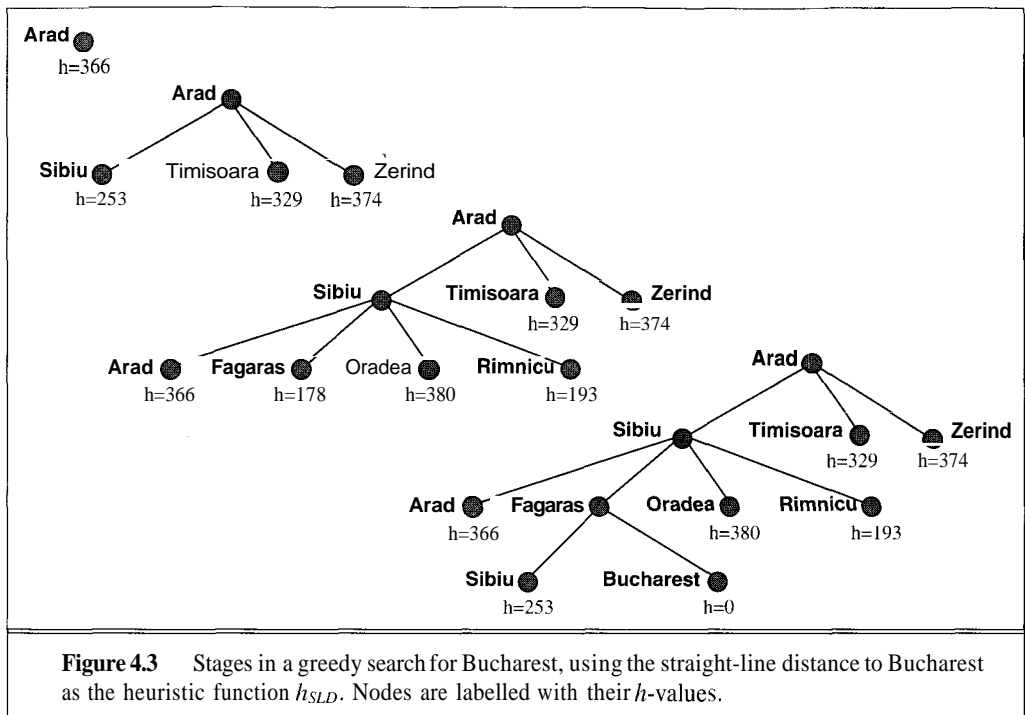 Arad
h=366
Arad
Sibiu Timisoara Zerind
h=253 h=329 h=374
Arad
Sibiu Timisoara Zerind
h=329 h=374
Arad Fagaras Oradea Rimnicu
h=366 h=178 h=380 h=193
Arad
Sibiu Timisoara Zerind
h=329 h=374
Arad Fagaras Oradea Rimnicu
h=366 h=380 h=193
Sibiu Bucharest
h=253 h=0
Figure 4.3 Stages in a greedy search for Bucharest, using the straight-line distance to Bucharest
as the heuristic function hSLD. Nodes are labelled with their h-values.